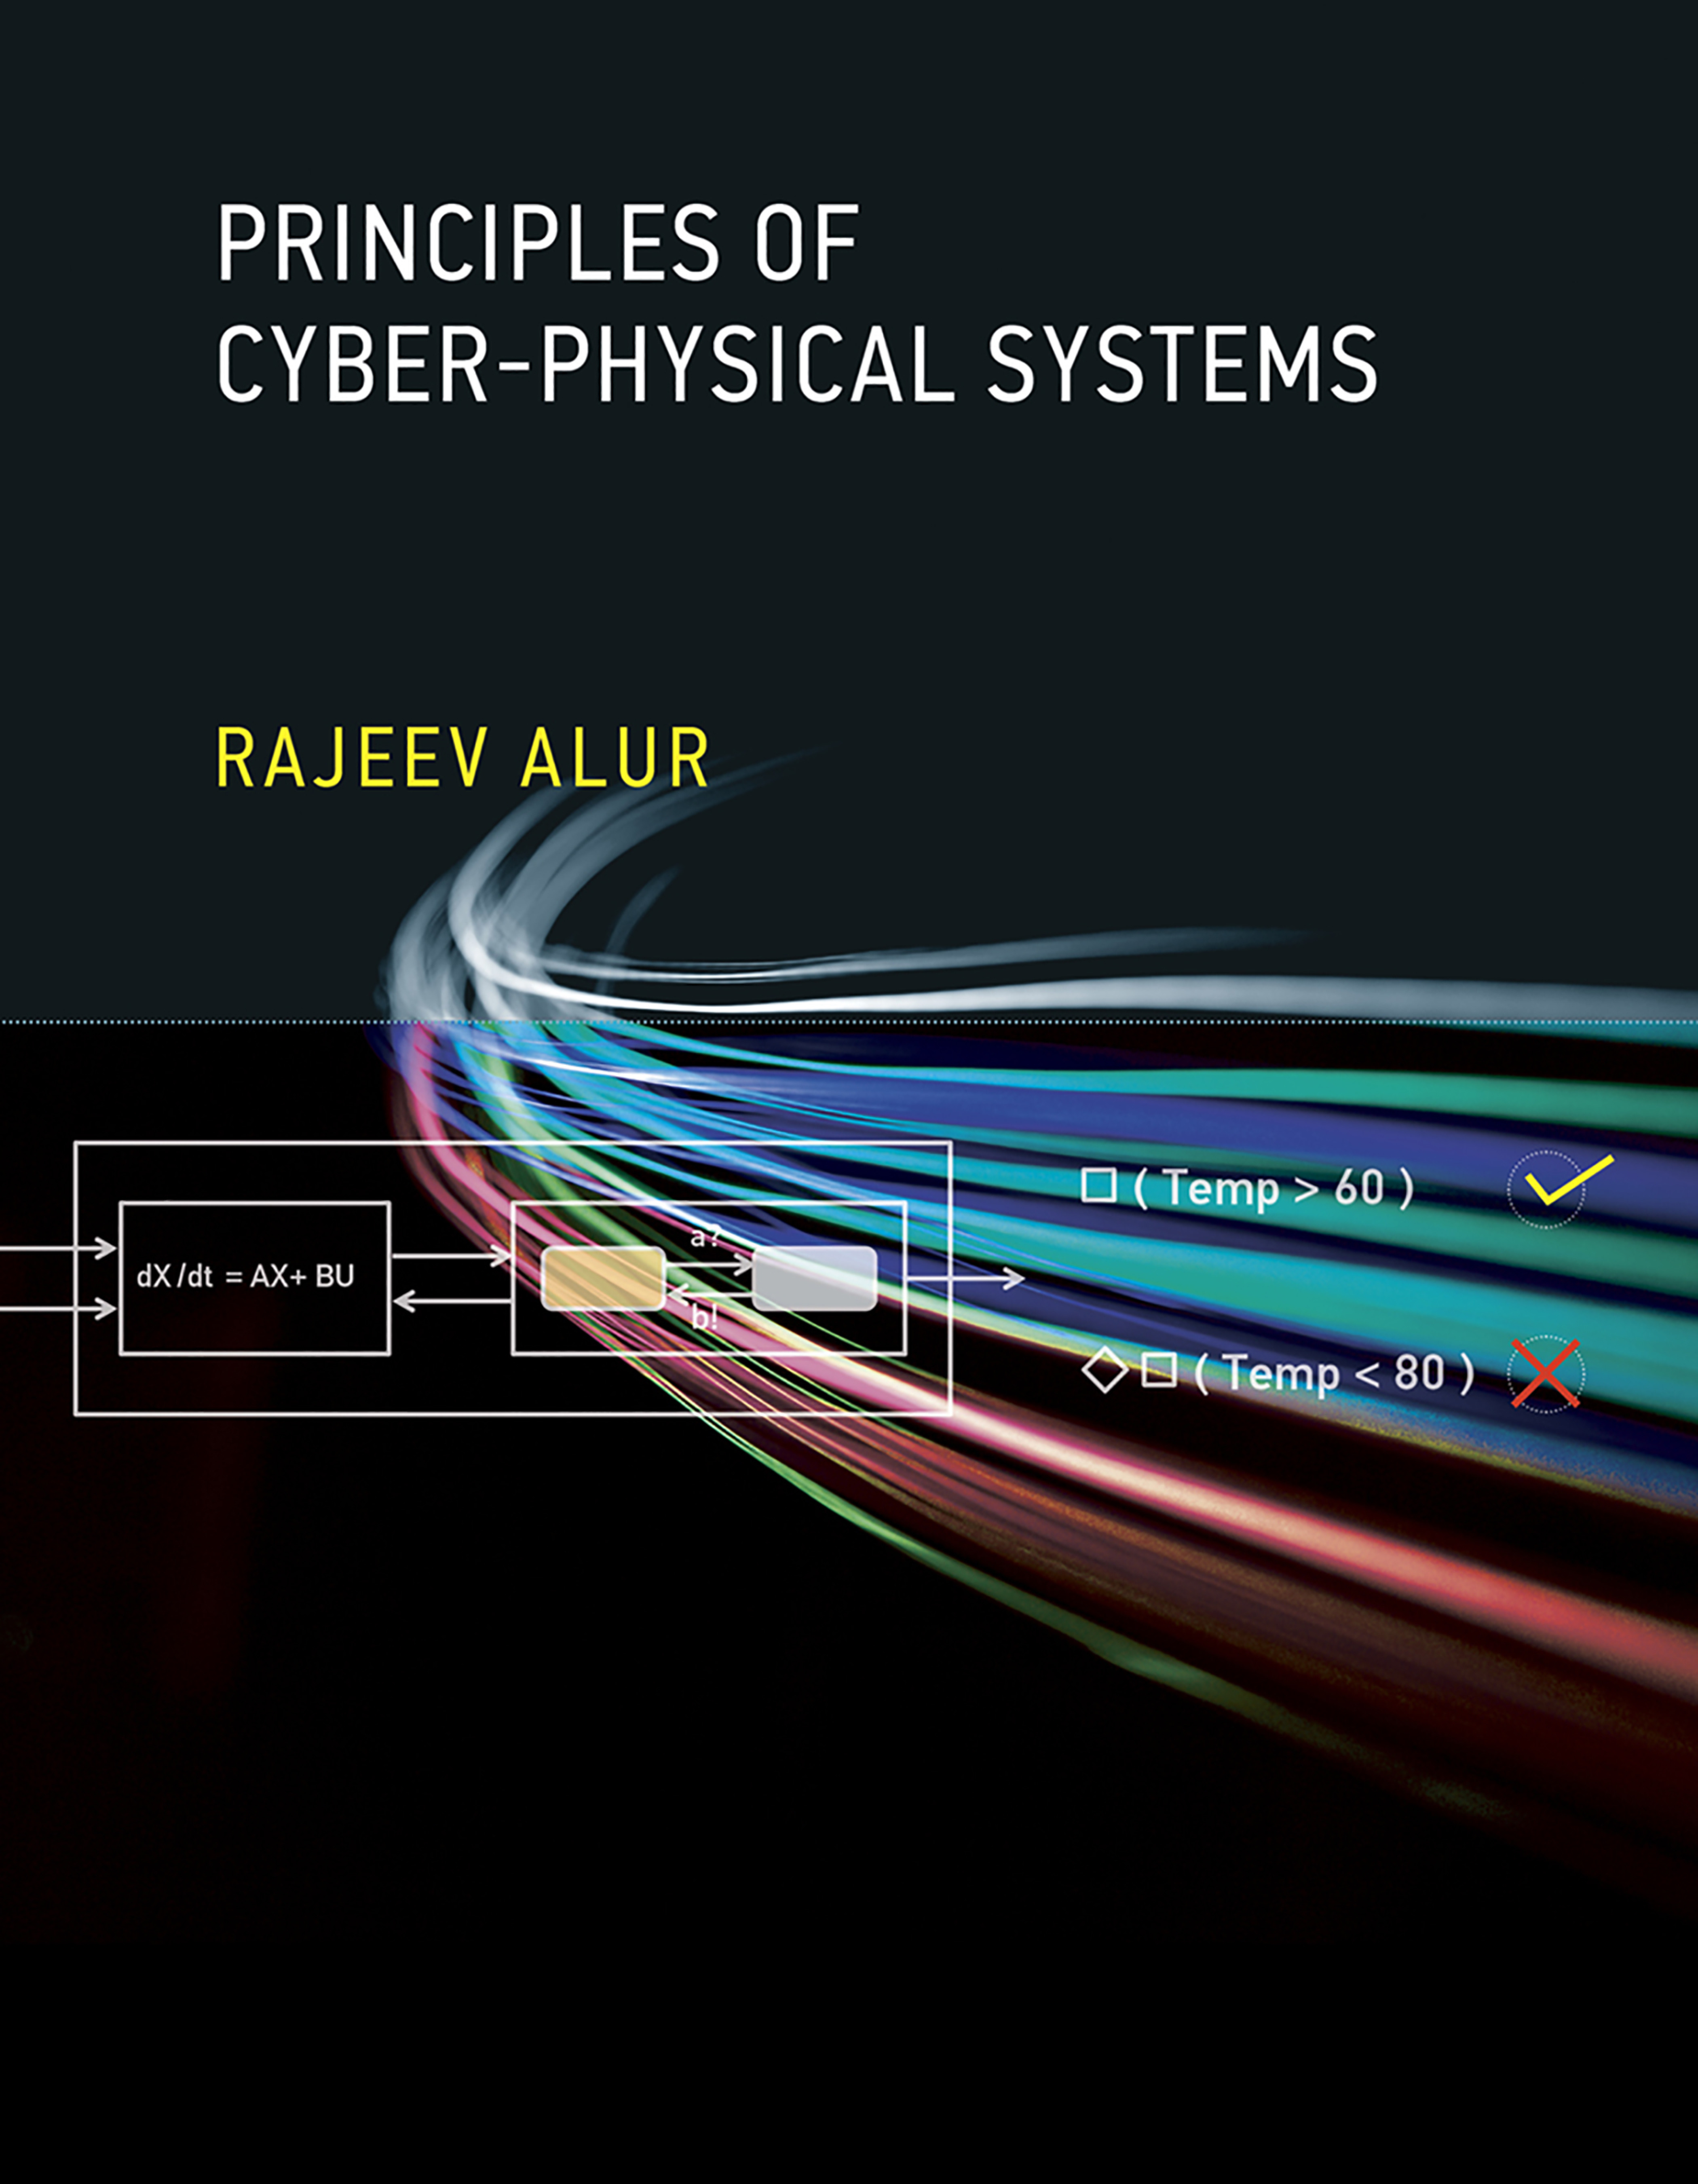 PRINCIPLES OF
CYBER-PHYSICAL SYSTEMS
RAJEEV ALUR
dX/dt = AX+ BU
a?
b!
□ ( Temp > 60 )
◇□ ( Temp < 80 )